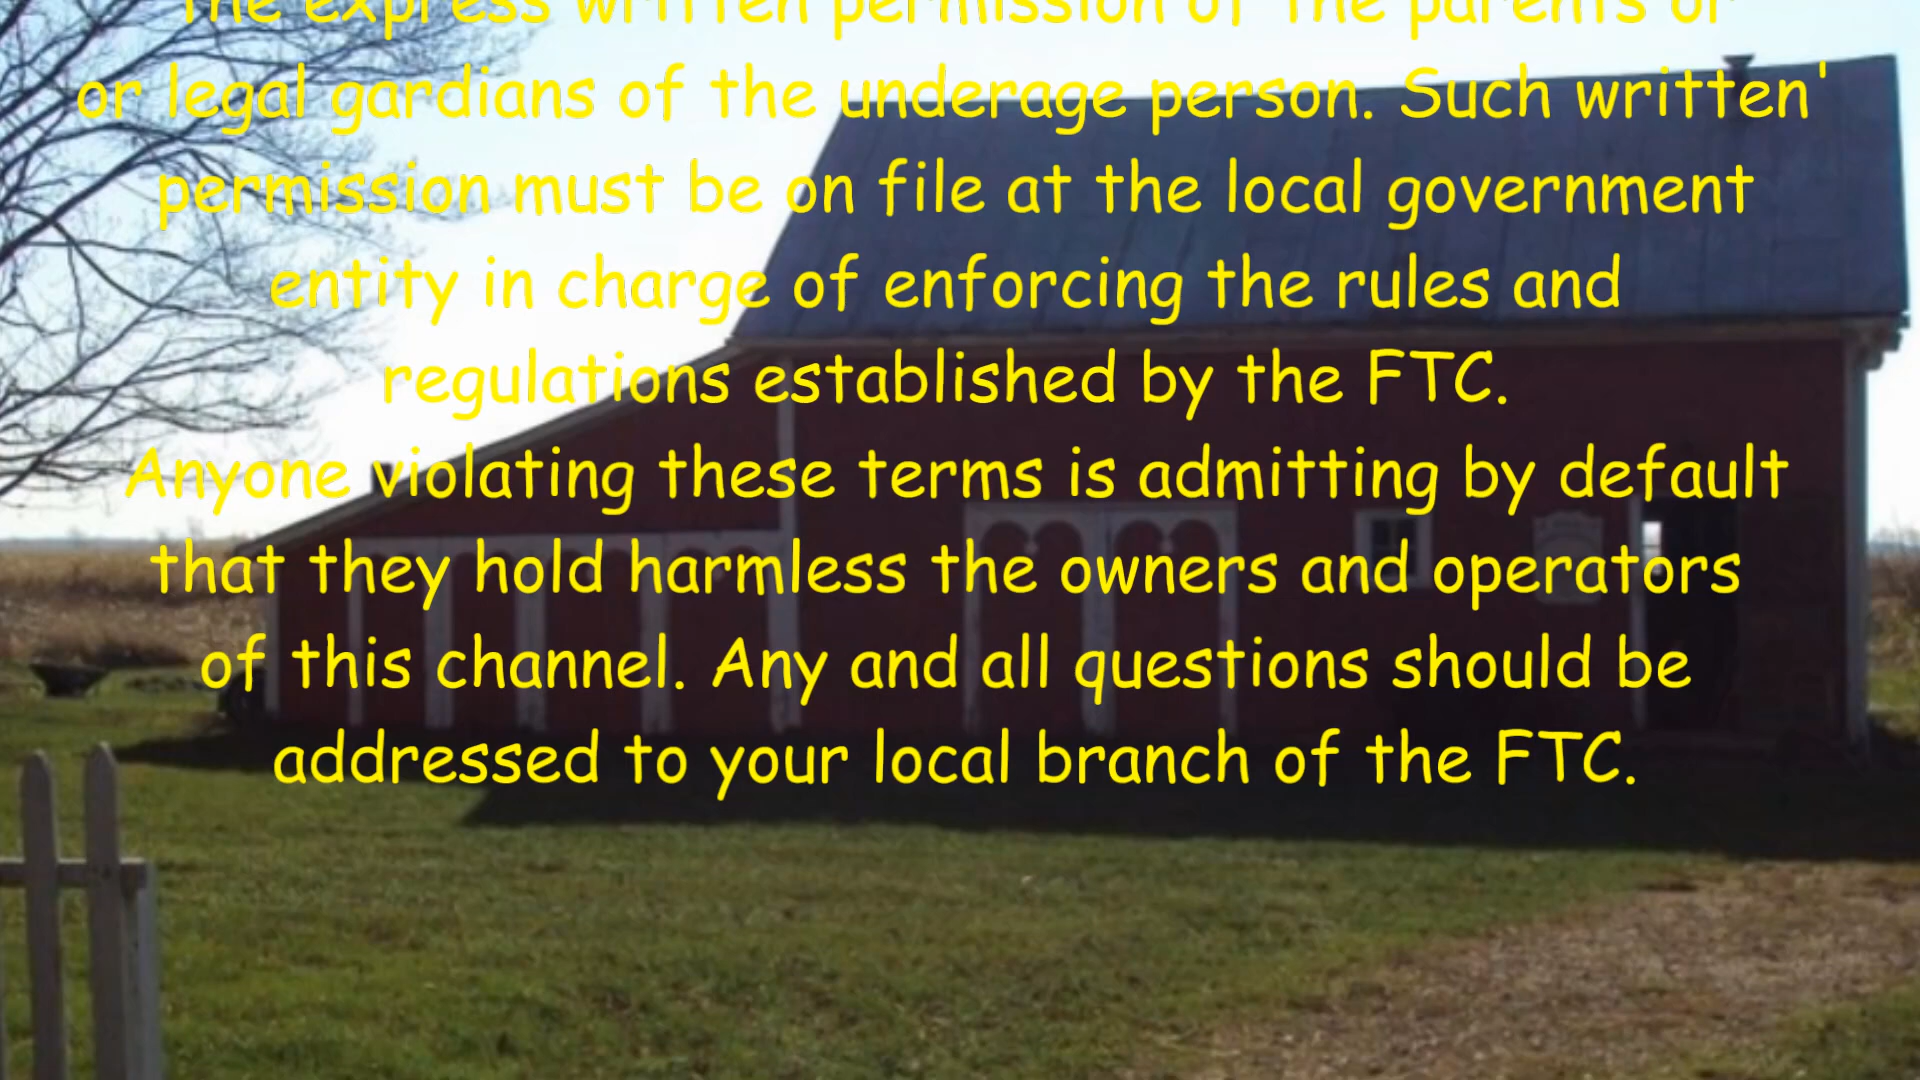 the express written permission of the parents or
or legal gardians of the underage person. Such written'
permission must be on file at the local government
entity in charge of enforcing the rules and
regulations established by the FTC.
Anyone violating these terms is admitting by default
that they hold harmless the owners and operators
of this channel. Any and all questions should be
addressed to your local branch of the FTC.